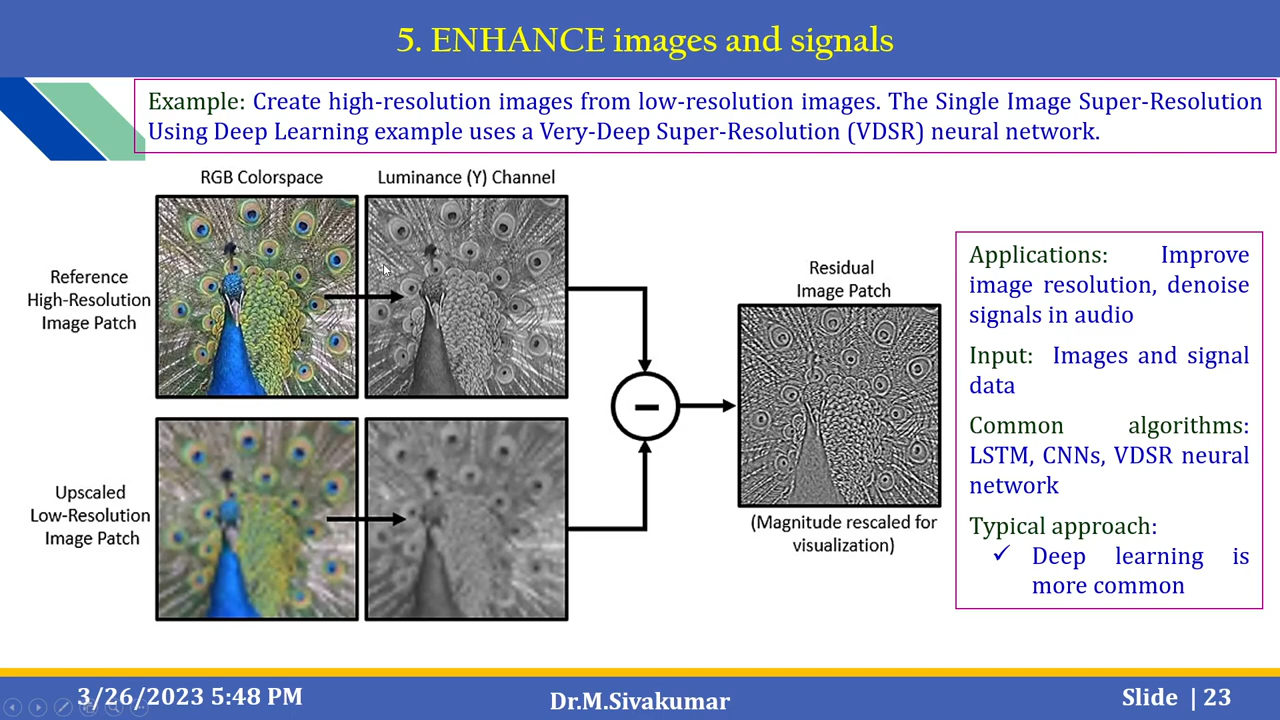 5. ENHANCE images and signals
Example: Create high-resolution images from low-resolution images. The Single Image Super-Resolution
Using Deep Learning example uses a Very-Deep Super-Resolution (VDSR) neural network.
RGB Colorspace
Luminance (Y) Channel
Reference
High-Resolution
Image Patch
Upscaled
Low-Resolution
Image Patch
Residual
Image Patch
(Magnitude rescaled for
visualization)
Applications: Improve
image resolution, denoise
signals in audio
Input: Images and signal
data
Common algorithms:
LSTM, CNNs, VDSR neural
network
Typical approach:
✓ Deep learning is
more common
3/26/2023 5:48 PM
Dr.M.Sivakumar
Slide | 23